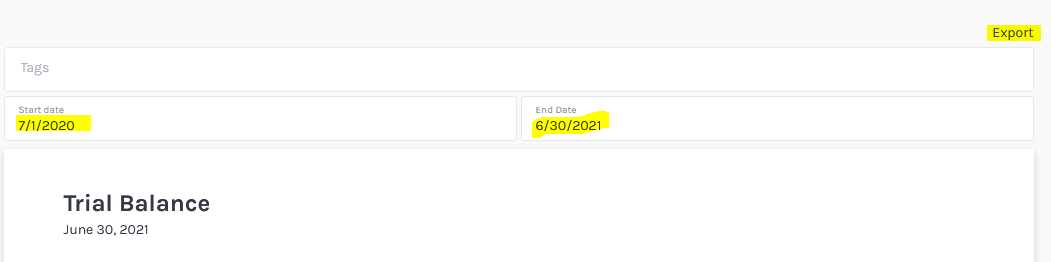 Export
Tags
Start date
End Date
7/1/2020
6/30/2021
Trial Balance
June 30, 2021